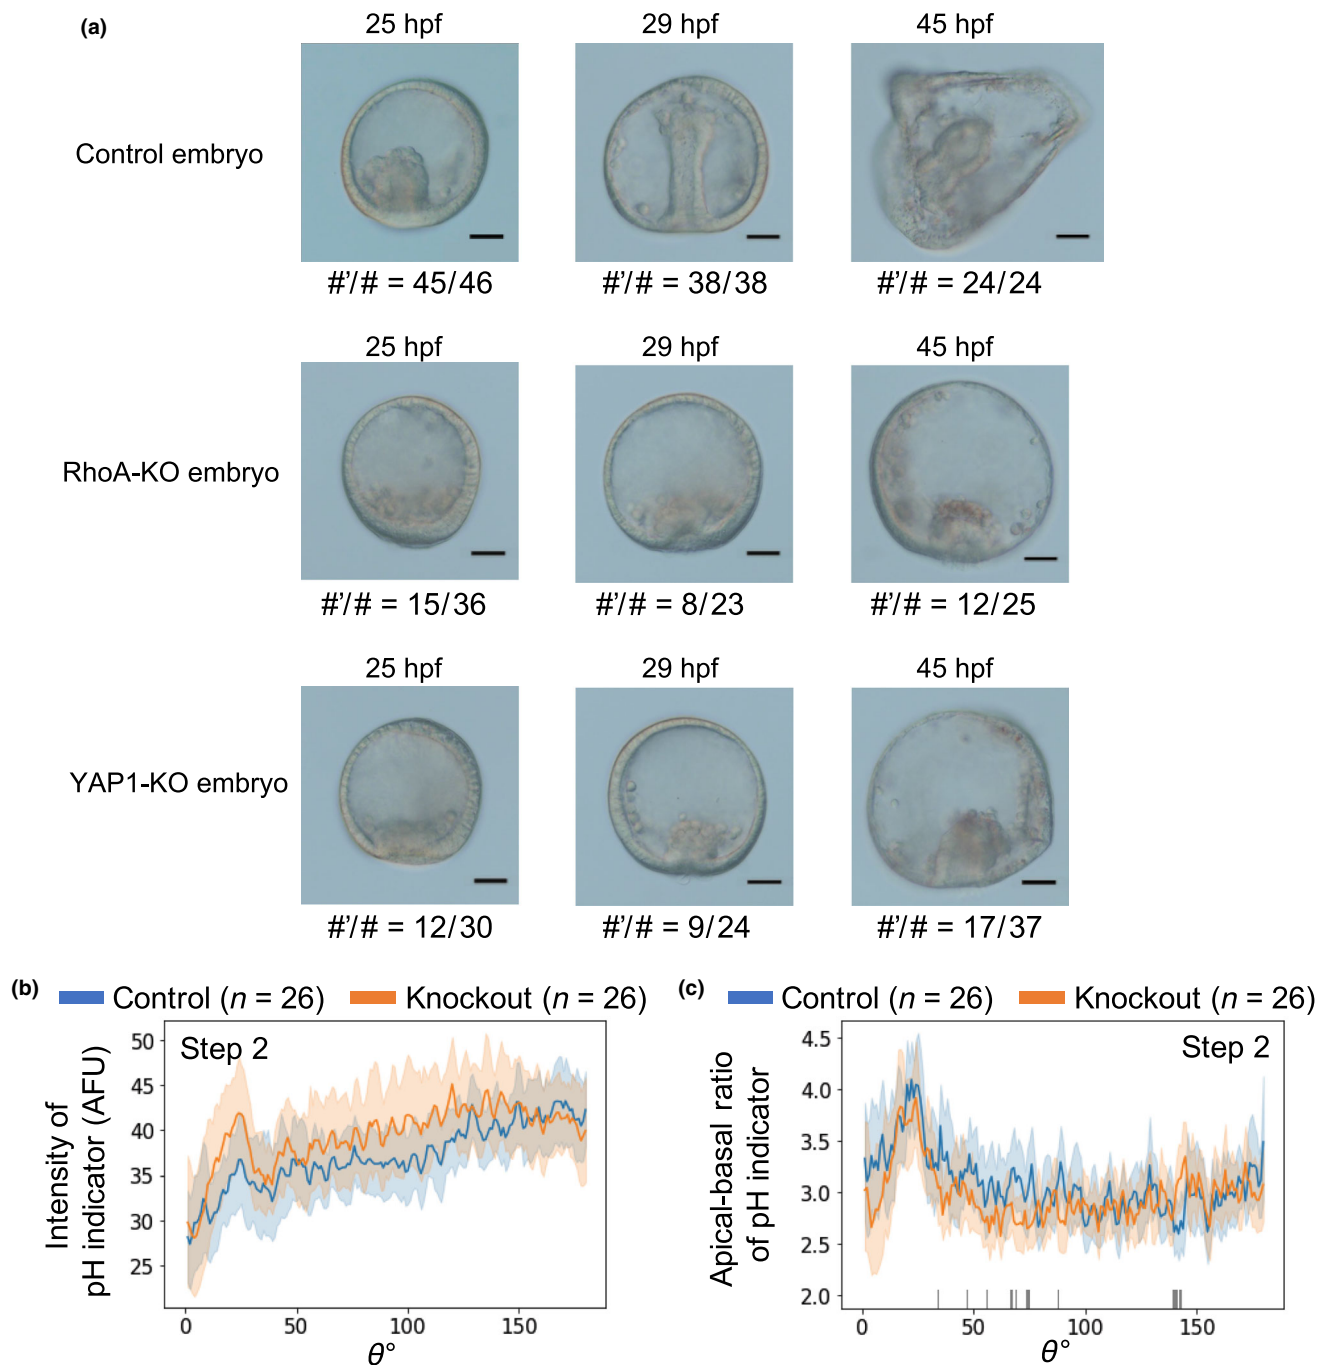 (a)
25 hpf 29 hpf 45 hpf
Control embryo
#'/# = 45/46 #'/# = 38/38 #'/# = 24/24
25 hpf 29 hpf 45 hpf
RhoA-KO embryo
#'/# = 15/36 #'/# = 8/23 #'/# = 12/25
25 hpf 29 hpf 45 hpf
YAP1-KO embryo
#'/# = 12/30 #'/# = 9/24 #'/# = 17/37
(b) Control (n = 26) Knockout (n = 26)
Step 2
Intensity of
pH indicator (AFU)
50
45
40
35
30
25
0 50 100 150
θ°
(c) Control (n = 26) Knockout (n = 26)
Step 2
Apical-basal ratio
of pH indicator
4.5
4.0
3.5
3.0
2.5
2.0
0 50 100 150
θ°